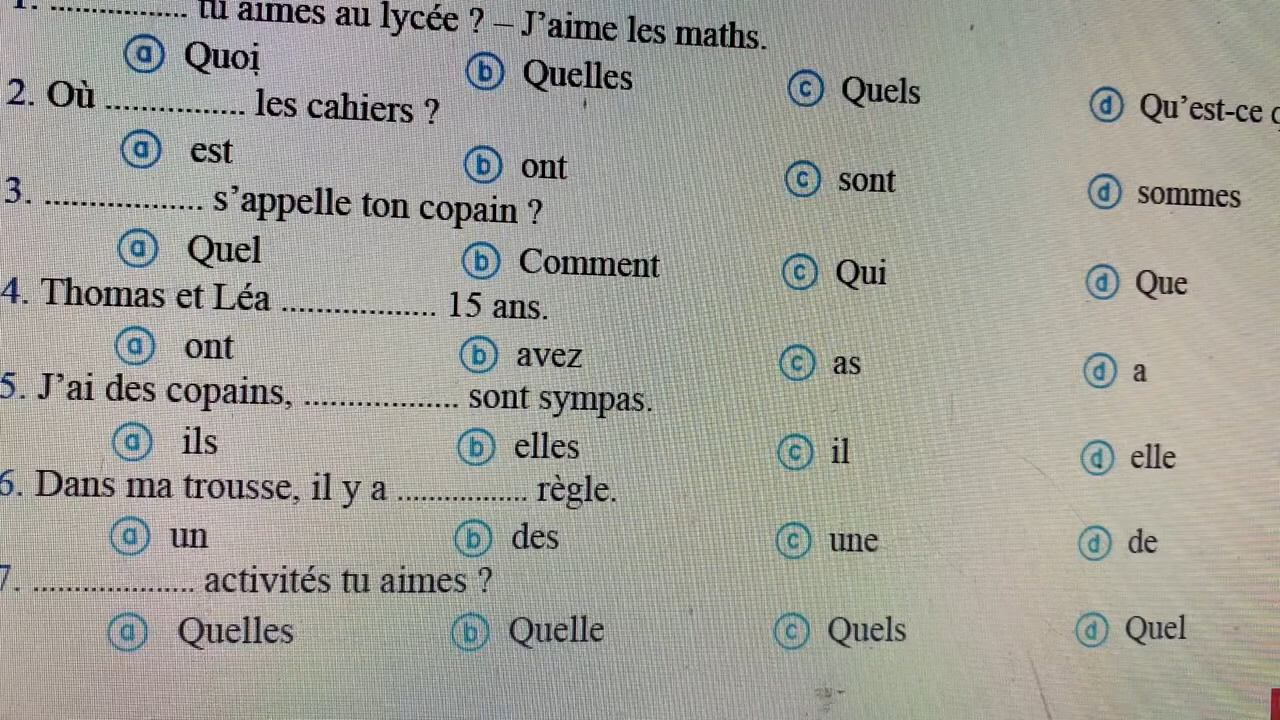 1. ................. tu aimes au lycée ? – J'aime les maths.
ⓐ Quoi ⓑ Quelles ⓒ Quels ⓓ Qu'est-ce
2. Où ................ les cahiers ?
ⓐ est ⓑ ont ⓒ sont ⓓ sommes
3. .................. s'appelle ton copain ?
ⓐ Quel ⓑ Comment ⓒ Qui ⓓ Que
4. Thomas et Léa .................. 15 ans.
ⓐ ont ⓑ avez ⓒ as ⓓ a
5. J'ai des copains, .................. sont sympas.
ⓐ ils ⓑ elles ⓒ il ⓓ elle
6. Dans ma trousse, il y a ................. règle.
ⓐ un ⓑ des ⓒ une ⓓ de
7. .................... activités tu aimes ?
ⓐ Quelles ⓑ Quelle ⓒ Quels ⓓ Quel